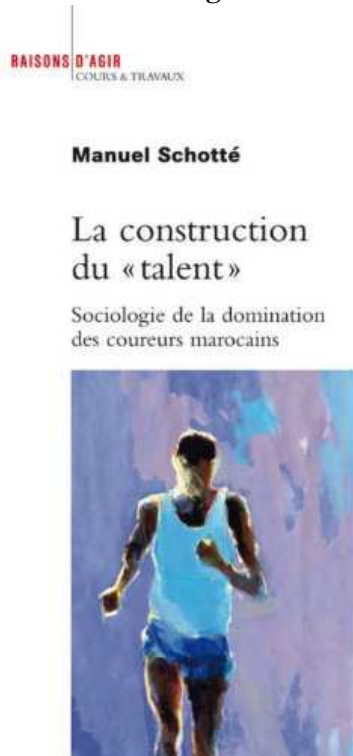 RAISONS D'AGIR
COURS & TRAVAUX
Manuel Schotté
La construction
du « talent »
Sociologie de la domination
des coureurs marocains